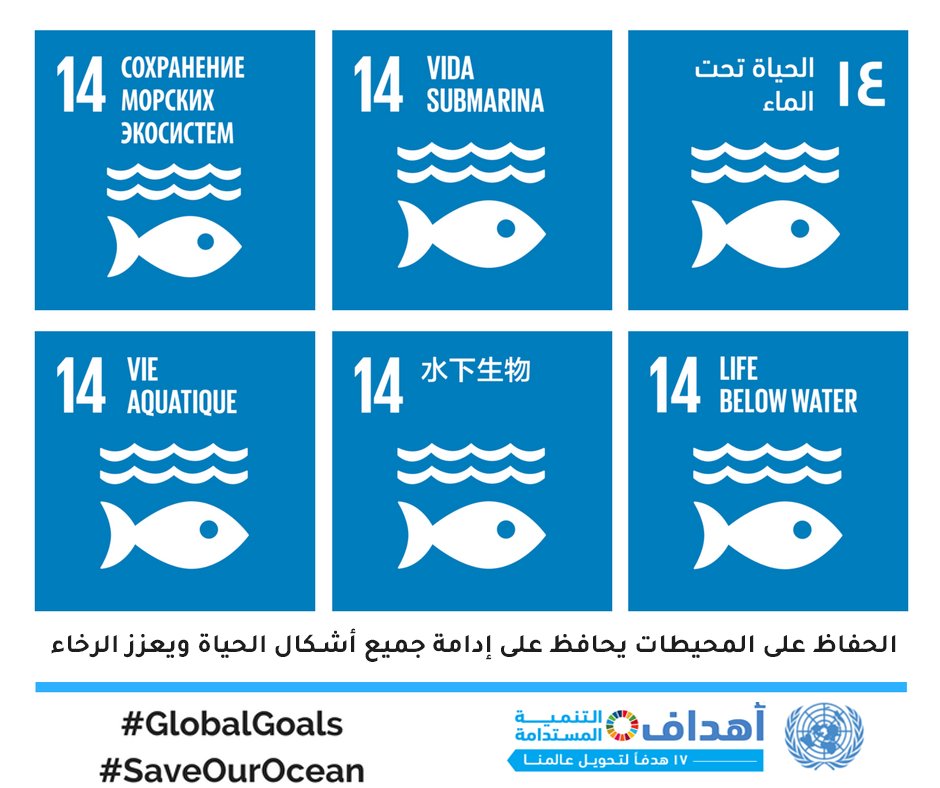 14 СОХРАНЕНИЕ
МОРСКИХ
ЭКОСИСТЕМ
14 VIDA
SUBMARINA
١٤ الحياة تحت
الماء
14 VIE
AQUATIQUE
14 水下生物
14 LIFE
BELOW WATER
الحفاظ على المحيطات يحافظ على إدامة جميع أشكال الحياة ويعزز الرخاء
#GlobalGoals
#SaveOurOcean
أهداف التنميـــة
المستدامة
١٧ هدفاً لتحويل عالمنـــا